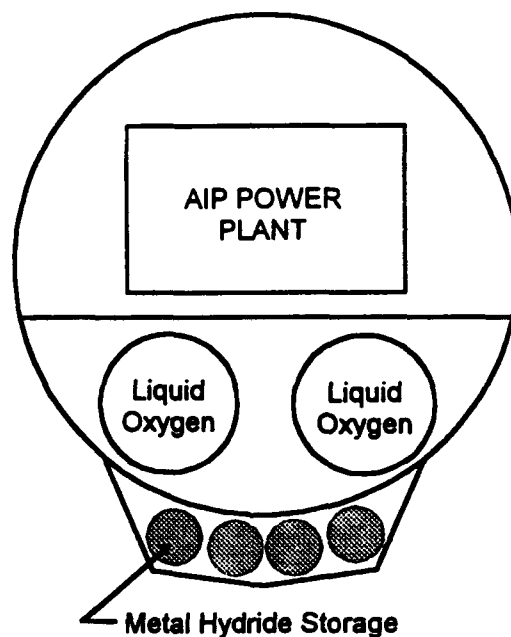 AIP POWER
PLANT
Liquid
Oxygen
Liquid
Oxygen
Metal Hydride Storage